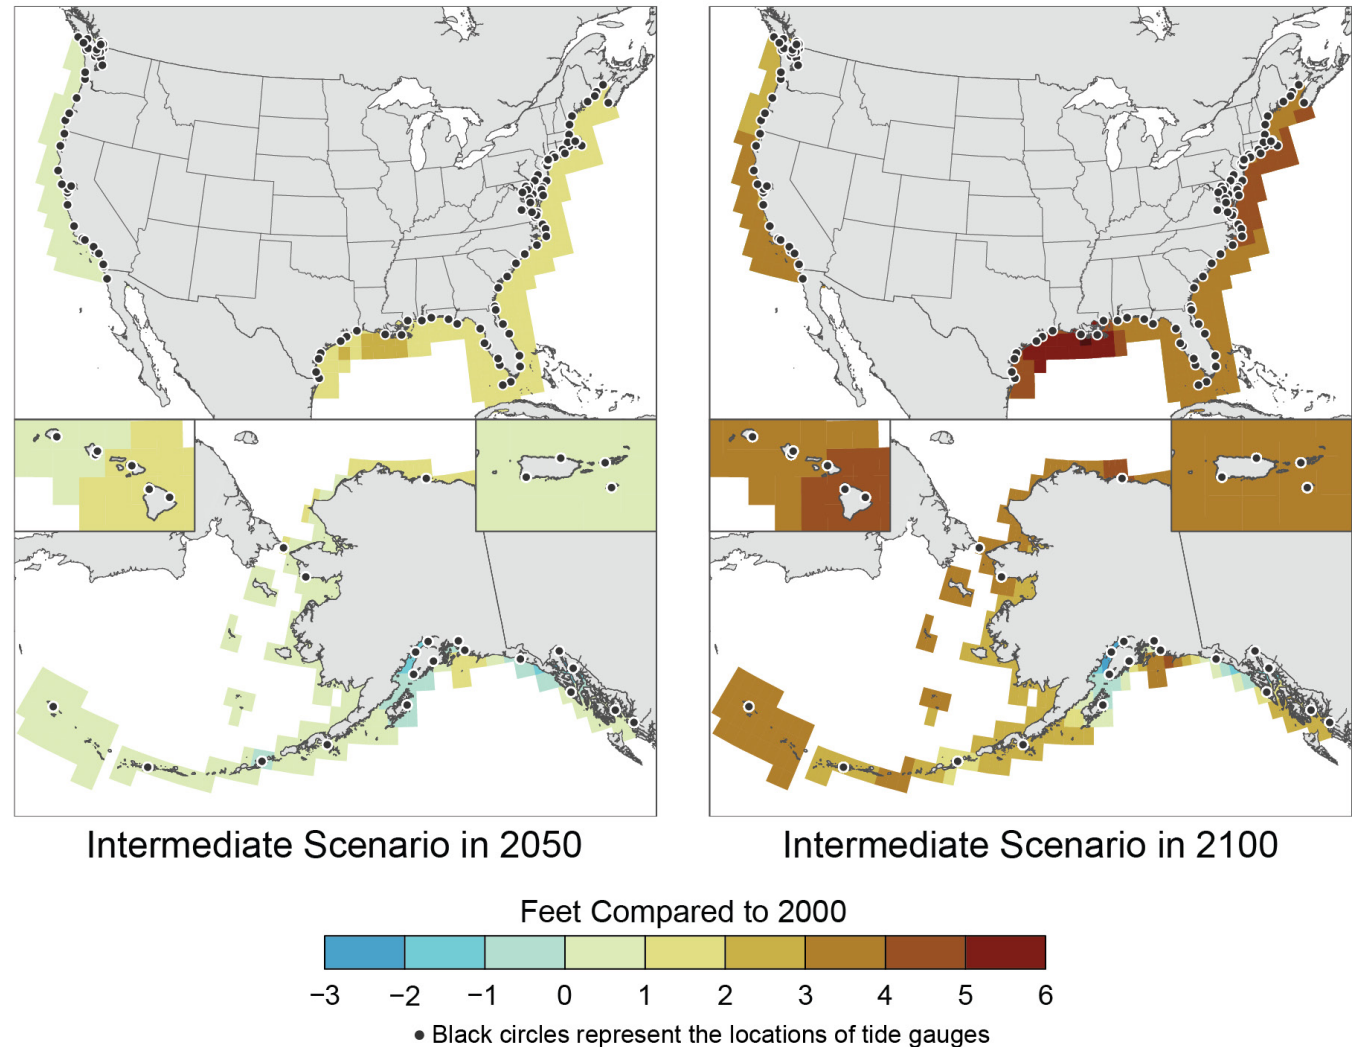 Intermediate Scenario in 2050
Intermediate Scenario in 2100
Feet Compared to 2000
−3 −2 −1 0 1 2 3 4 5 6
• Black circles represent the locations of tide gauges